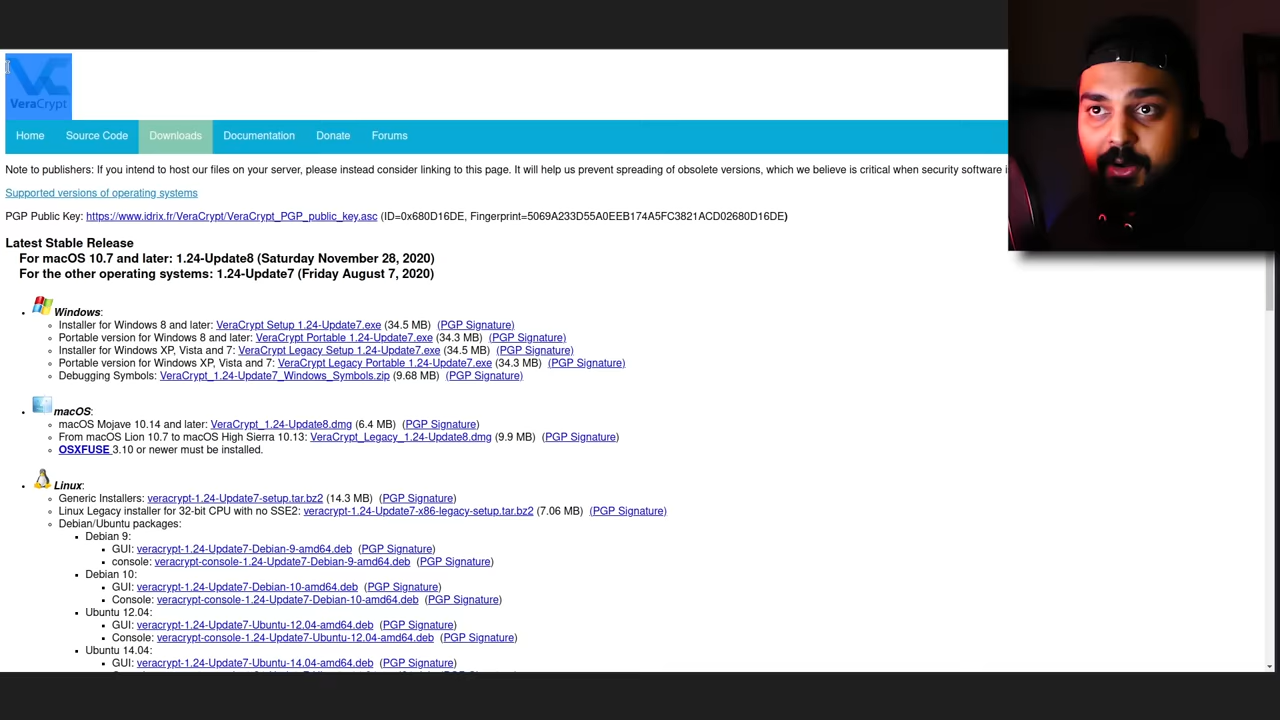 VeraCrypt
Home Source Code Downloads Documentation Donate Forums
Note to publishers: If you intend to host our files on your server, please instead consider linking to this page. It will help us prevent spreading of obsolete versions, which we believe is critical when security software i
Supported versions of operating systems
PGP Public Key: https://www.idrix.fr/VeraCrypt/VeraCrypt_PGP_public_key.asc (ID=0x680D16DE, Fingerprint=5069A233D55A0EEB174A5FC3821ACD02680D16DE)
Latest Stable Release
For macOS 10.7 and later: 1.24-Update8 (Saturday November 28, 2020)
For the other operating systems: 1.24-Update7 (Friday August 7, 2020)
Windows:
Installer for Windows 8 and later: VeraCrypt Setup 1.24-Update7.exe (34.5 MB) (PGP Signature)
Portable version for Windows 8 and later: VeraCrypt Portable 1.24-Update7.exe (34.3 MB) (PGP Signature)
Installer for Windows XP, Vista and 7: VeraCrypt Legacy Setup 1.24-Update7.exe (34.5 MB) (PGP Signature)
Portable version for Windows XP, Vista and 7: VeraCrypt Legacy Portable 1.24-Update7.exe (34.3 MB) (PGP Signature)
Debugging Symbols: VeraCrypt_1.24-Update7_Windows_Symbols.zip (9.68 MB) (PGP Signature)
macOS:
macOS Mojave 10.14 and later: VeraCrypt_1.24-Update8.dmg (6.4 MB) (PGP Signature)
From macOS Lion 10.7 to macOS High Sierra 10.13: VeraCrypt_Legacy_1.24-Update8.dmg (9.9 MB) (PGP Signature)
OSXFUSE 3.10 or newer must be installed.
Linux:
Generic Installers: veracrypt-1.24-Update7-setup.tar.bz2 (14.3 MB) (PGP Signature)
Linux Legacy installer for 32-bit CPU with no SSE2: veracrypt-1.24-Update7-x86-legacy-setup.tar.bz2 (7.06 MB) (PGP Signature)
Debian/Ubuntu packages:
Debian 9:
GUI: veracrypt-1.24-Update7-Debian-9-amd64.deb (PGP Signature)
console: veracrypt-console-1.24-Update7-Debian-9-amd64.deb (PGP Signature)
Debian 10:
GUI: veracrypt-1.24-Update7-Debian-10-amd64.deb (PGP Signature)
Console: veracrypt-console-1.24-Update7-Debian-10-amd64.deb (PGP Signature)
Ubuntu 12.04:
GUI: veracrypt-1.24-Update7-Ubuntu-12.04-amd64.deb (PGP Signature)
Console: veracrypt-console-1.24-Update7-Ubuntu-12.04-amd64.deb (PGP Signature)
Ubuntu 14.04:
GUI: veracrypt-1.24-Update7-Ubuntu-14.04-amd64.deb (PGP Signature)